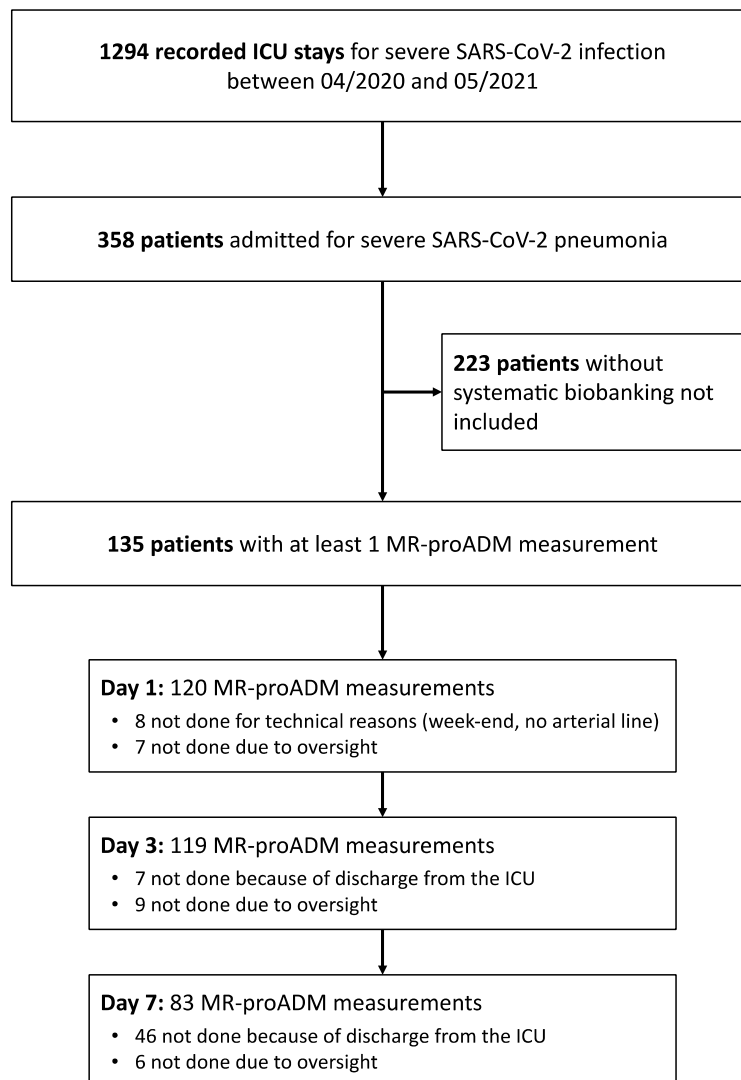 1294 recorded ICU stays for severe SARS-CoV-2 infection
between 04/2020 and 05/2021
358 patients admitted for severe SARS-CoV-2 pneumonia
223 patients without
systematic biobanking not
included
135 patients with at least 1 MR-proADM measurement
Day 1: 120 MR-proADM measurements
• 8 not done for technical reasons (week-end, no arterial line)
• 7 not done due to oversight
Day 3: 119 MR-proADM measurements
• 7 not done because of discharge from the ICU
• 9 not done due to oversight
Day 7: 83 MR-proADM measurements
• 46 not done because of discharge from the ICU
• 6 not done due to oversight